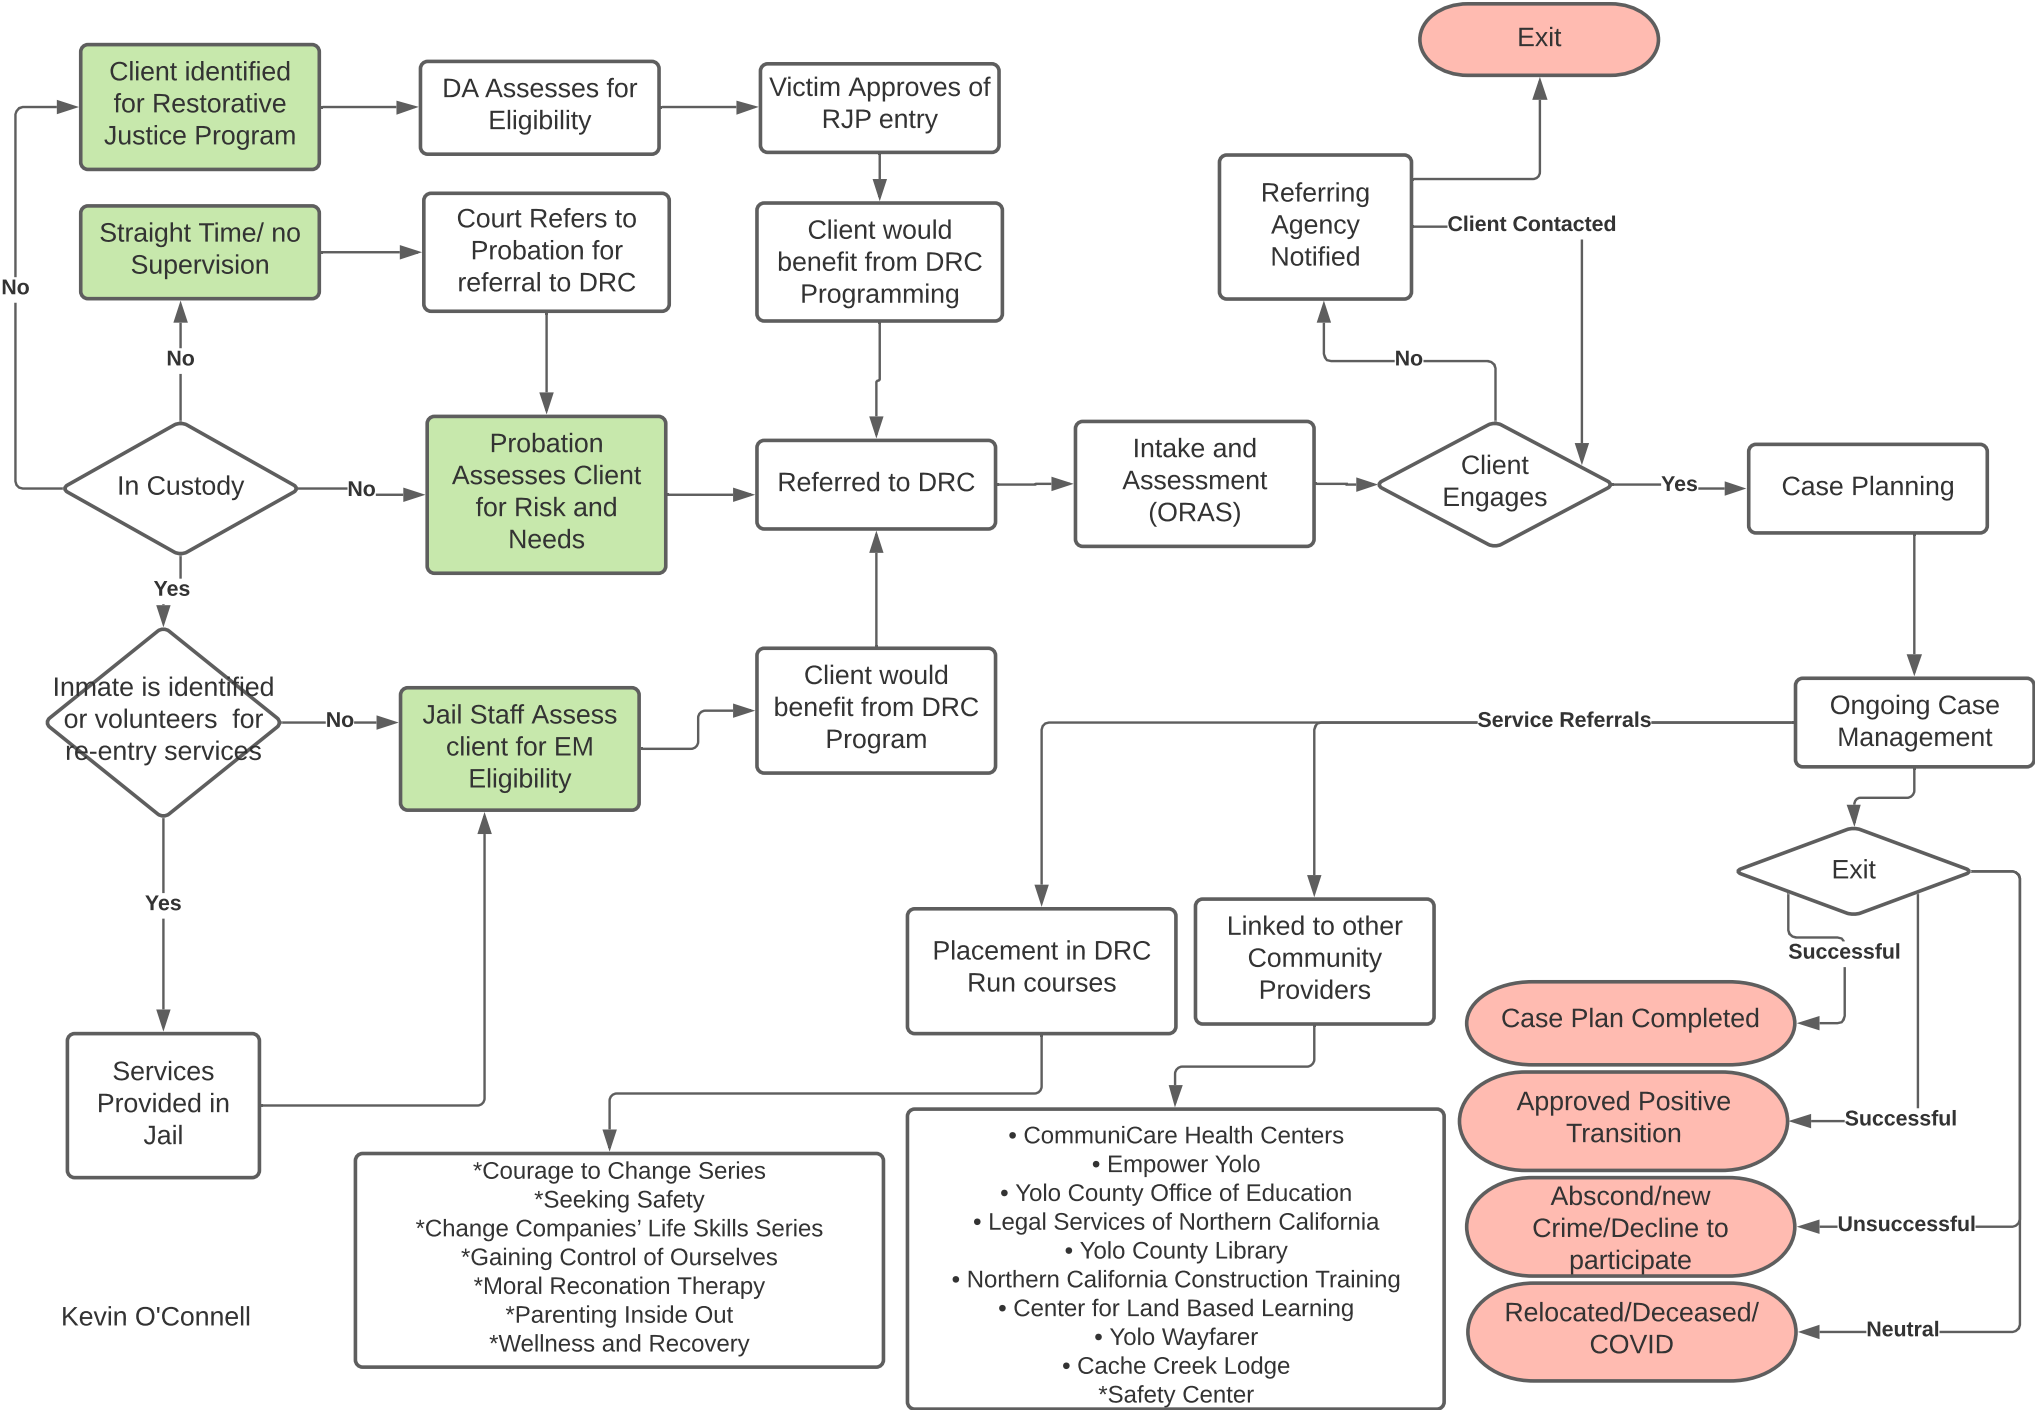 Exit
Client identified
for Restorative
Justice Program
DA Assesses for
Eligibility
Victim Approves of
RJP entry
Referring
Agency
Notified
Client Contacted
Straight Time/ no
Supervision
Court Refers to
Probation for
referral to DRC
Client would
benefit from DRC
Programming
No
No
No
In Custody
No
Probation
Assesses Client
for Risk and
Needs
Referred to DRC
Intake and
Assessment
(ORAS)
Client
Engages
Yes
Case Planning
Yes
Inmate is identified
or volunteers  for
re-entry services
No
Jail Staff Assess
client for EM
Eligibility
Client would
benefit from DRC
Program
Service Referrals
Ongoing Case
Management
Yes
Exit
Placement in DRC
Run courses
Linked to other
Community
Providers
Successful
Case Plan Completed
Services
Provided in
Jail
Approved Positive
Transition
Successful
Abscond/new
Crime/Decline to
participate
Unsuccessful
Relocated/Deceased/
COVID
Neutral
*Courage to Change Series
*Seeking Safety
*Change Companies’ Life Skills Series
*Gaining Control of Ourselves
*Moral Reconation Therapy
*Parenting Inside Out
*Wellness and Recovery
• CommuniCare Health Centers
• Empower Yolo
• Yolo County Office of Education
• Legal Services of Northern California
• Yolo County Library
• Northern California Construction Training
• Center for Land Based Learning
• Yolo Wayfarer
• Cache Creek Lodge
*Safety Center
Kevin O'Connell